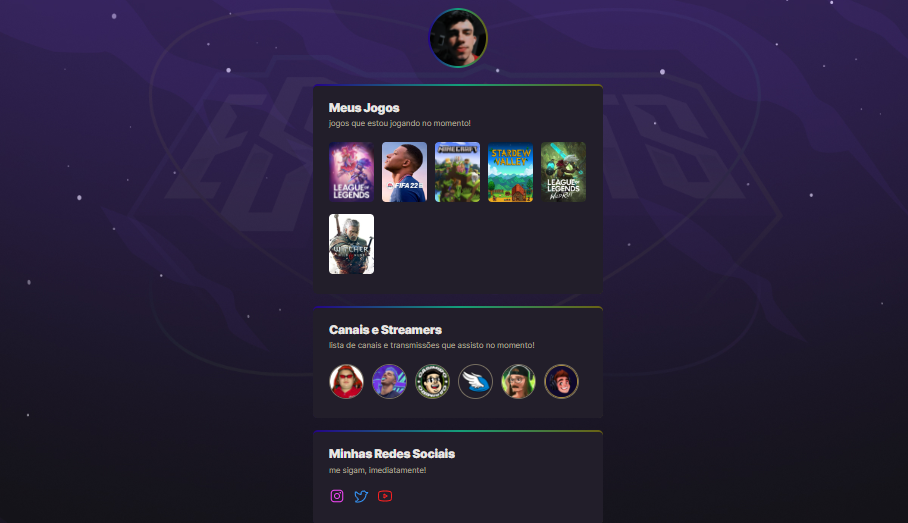 Meus Jogos
jogos que estou jogando no momento!
LEAGUE OF
LEGENDS
FIFA 22
MINECRAFT
STARDEW
VALLEY
LEAGUE OF
LEGENDS
WILD RIFT
WITCHER
Canais e Streamers
lista de canais e transmissões que assisto no momento!
Minhas Redes Sociais
me sigam, imediatamente!